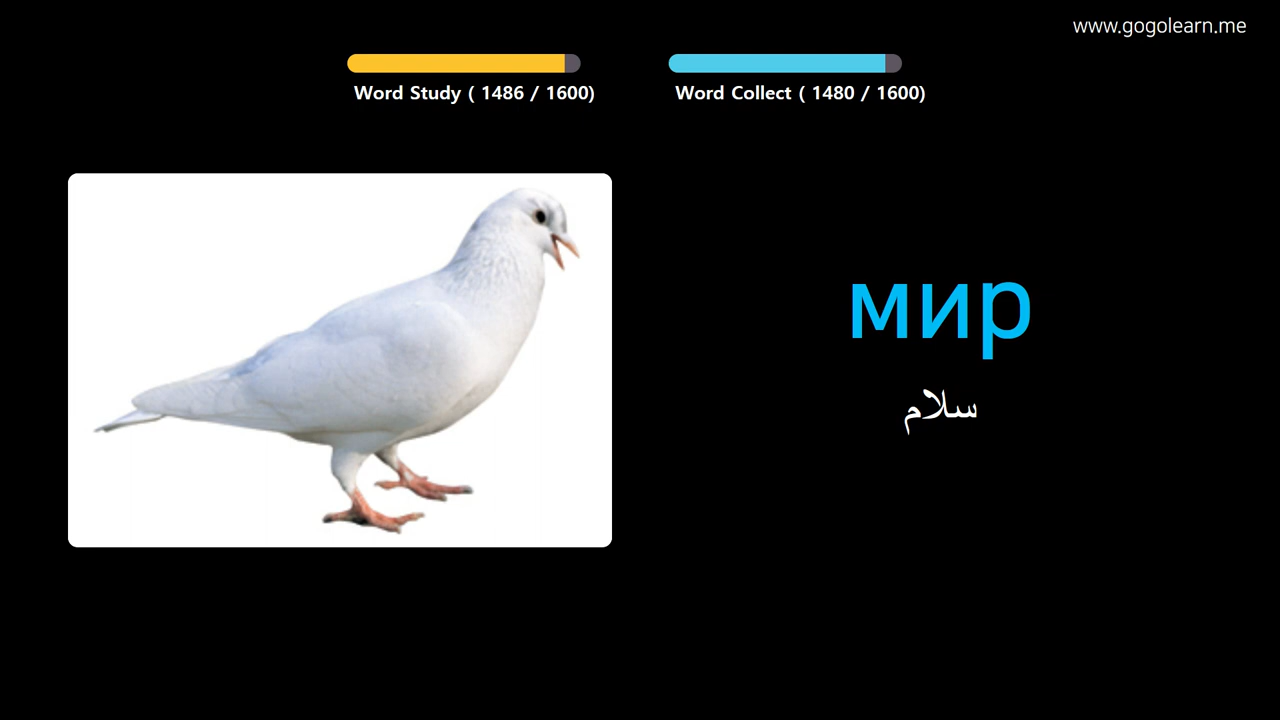 www.gogolearn.me
Word Study ( 1486 / 1600)
Word Collect ( 1480 / 1600)
мир
سلام